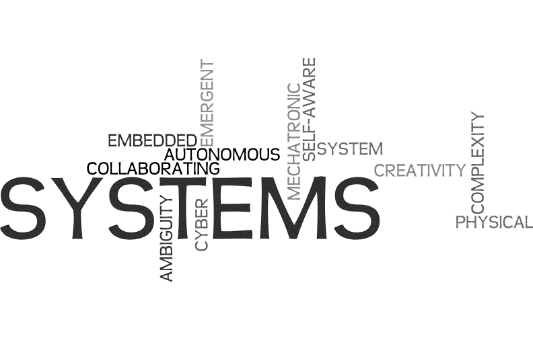 EMERGENT
MECHATRONIC
SELF-AWARE
EMBEDDED
AUTONOMOUS
SYSTEM
COLLABORATING
CREATIVITY
COMPLEXITY
SYSTEMS
AMBIGUITY
CYBER
PHYSICAL